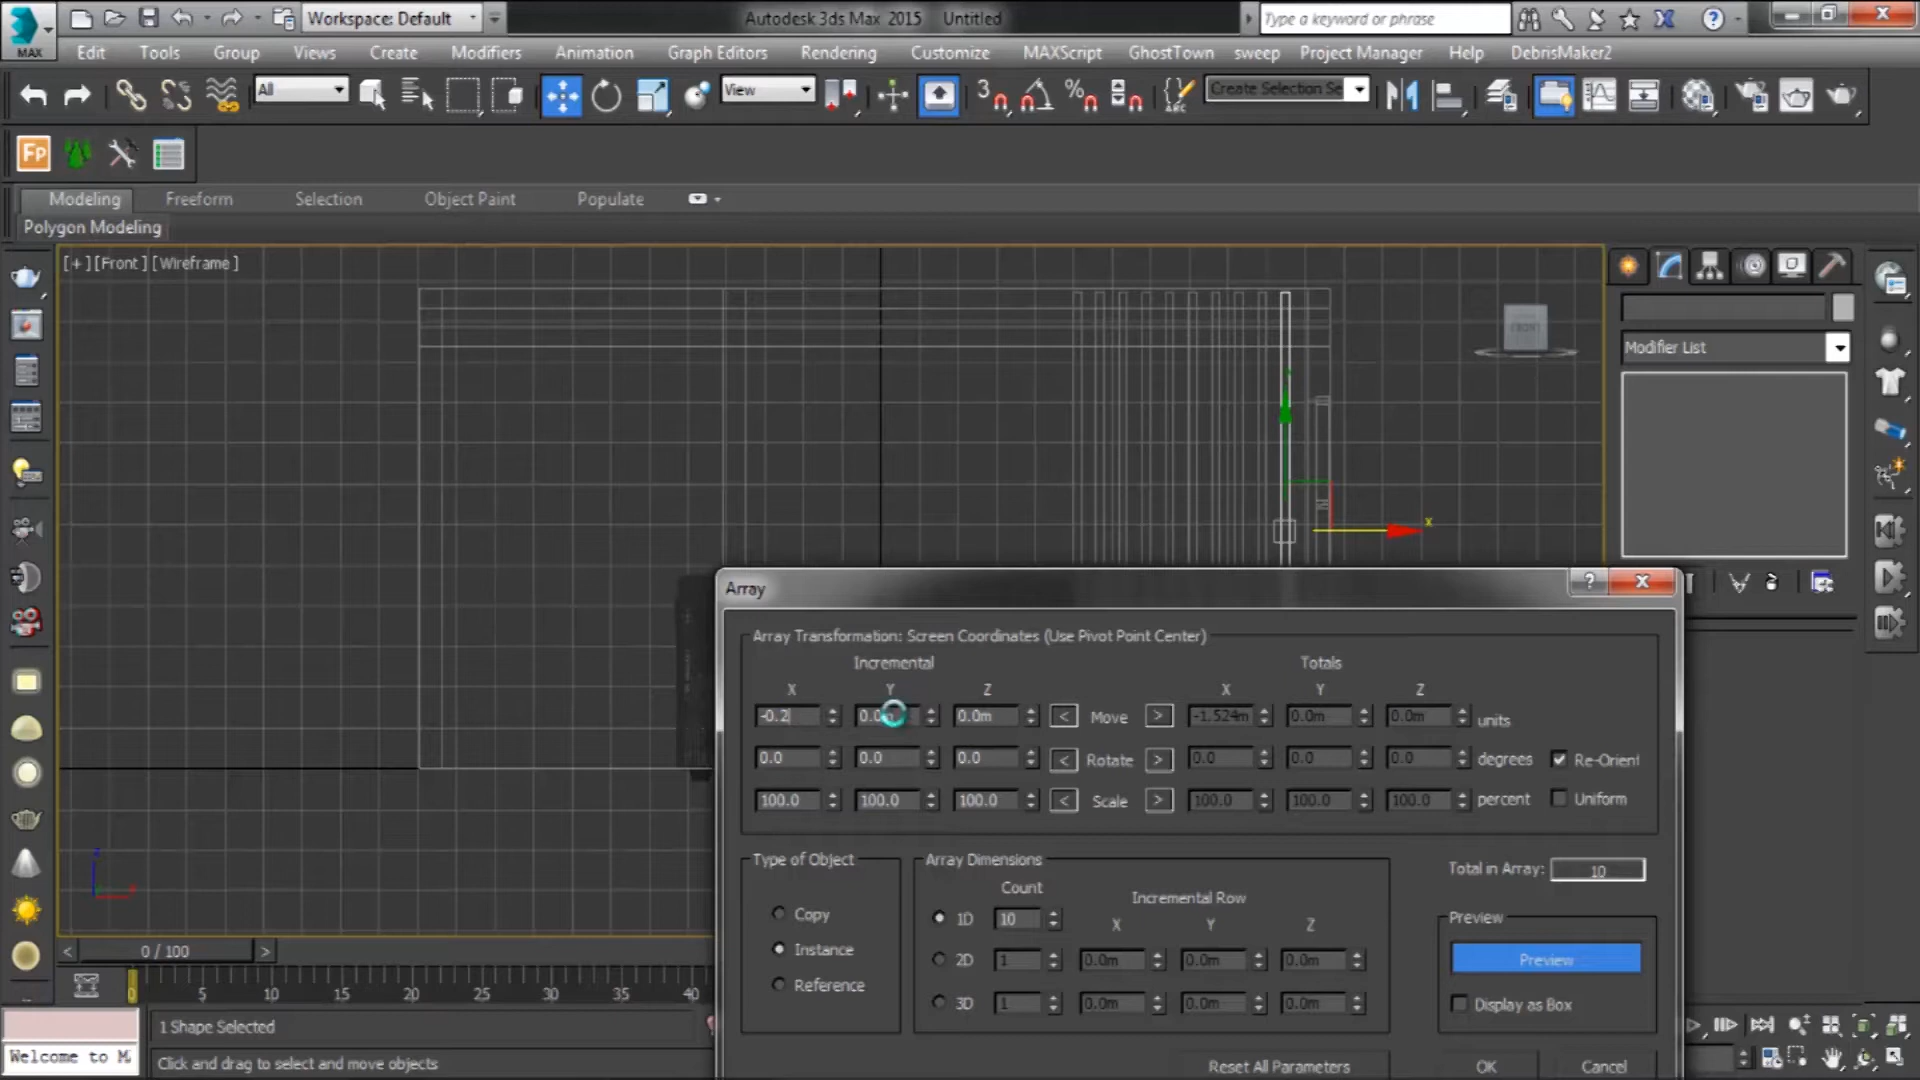 Workspace: Default
Autodesk 3ds Max 2015 Untitled
Type a keyword or phrase
MAX
Edit Tools Group Views Create Modifiers Animation Graph Editors Rendering Customize MAXScript GhostTown sweep Project Manager Help DebrisMaker2
All
View
3
ABC
Create Selection Se
Fp
Modeling Freeform Selection Object Paint Populate
Polygon Modeling
[+][Front][Wireframe]
FRONT
Modifier List
x
Array
Array Transformation: Screen Coordinates (Use Pivot Point Center)
Incremental Totals
X Y Z X Y Z
-0.2 0.0m 0.0m < Move > -1.524m 0.0m 0.0m units
0.0 0.0 0.0 < Rotate > 0.0 0.0 0.0 degrees Re-Orient
100.0 100.0 100.0 < Scale > 100.0 100.0 100.0 percent Uniform
Type of Object
Copy
Instance
Reference
Array Dimensions
Count
Incremental Row
X Y Z
1D 10
2D 1 0.0m 0.0m 0.0m
3D 1 0.0m 0.0m 0.0m
Total in Array: 10
Preview
Preview
Display as Box
Reset All Parameters OK Cancel
z
< 0 / 100 >
0 5 10 15 20 25 30 35 40
1 Shape Selected
Welcome to M
Click and drag to select and move objects